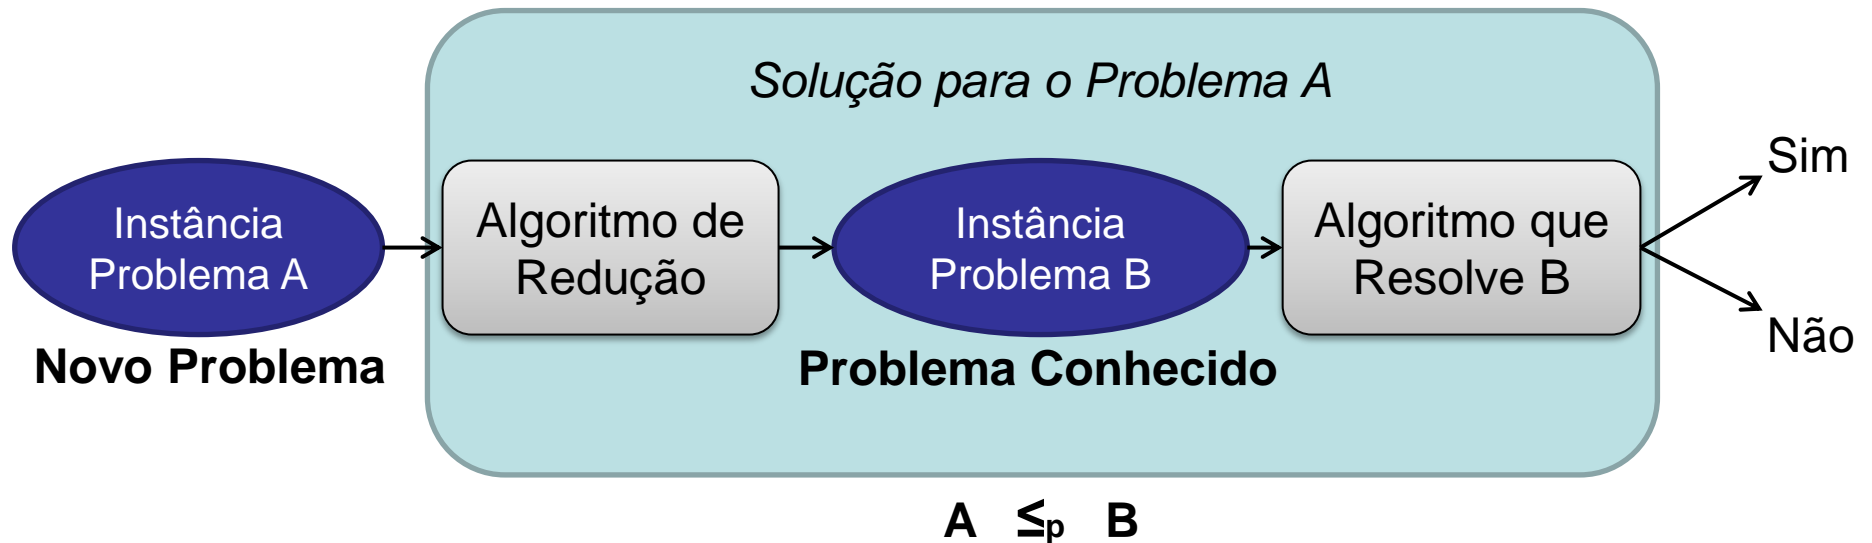 Solução para o Problema A
Instância
Problema A
Novo Problema
Algoritmo de
Redução
Instância
Problema B
Problema Conhecido
Algoritmo que
Resolve B
Sim
Não
A ≤p B